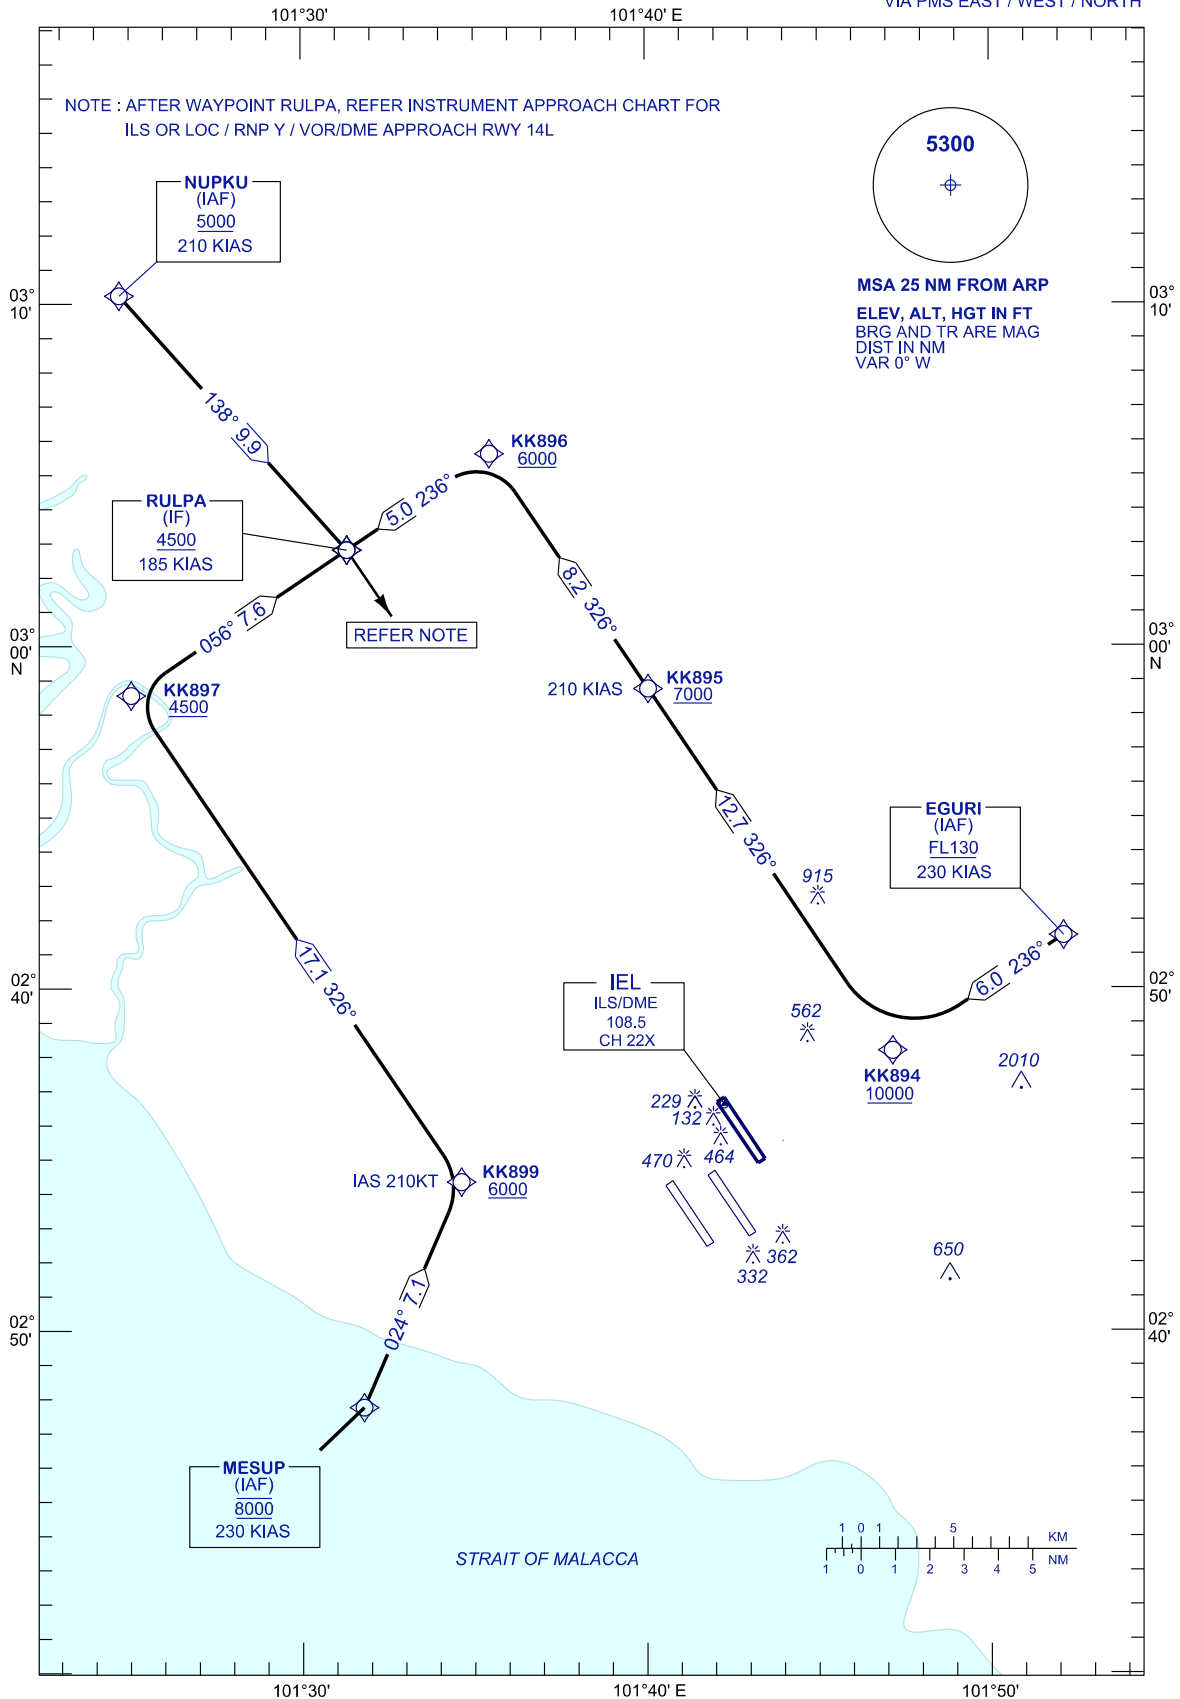 VIA PMS EAST / WEST / NORTH
101°30'
101°40' E
NOTE : AFTER WAYPOINT RULPA, REFER INSTRUMENT APPROACH CHART FOR
ILS OR LOC / RNP Y / VOR/DME APPROACH RWY 14L
5300
MSA 25 NM FROM ARP
ELEV, ALT, HGT IN FT
BRG AND TR ARE MAG
DIST IN NM
VAR 0° W
NUPKU
(IAF)
5000
210 KIAS
03°
10'
03°
10'
138° 9.9
KK896
6000
5.0 236°
RULPA
(IF)
4500
185 KIAS
8.2 326°
056° 7.6
REFER NOTE
03°
00'
N
03°
00'
N
KK897
4500
210 KIAS
KK895
7000
12.7 326°
EGURI
(IAF)
FL130
230 KIAS
915
17.1 326°
6.0 236°
02°
40'
02°
50'
IEL
ILS/DME
108.5
CH 22X
562
KK894
10000
2010
229
132
464
470
IAS 210KT
KK899
6000
362
332
650
024° 7.1
02°
50'
02°
40'
MESUP
(IAF)
8000
230 KIAS
STRAIT OF MALACCA
1 0 1 5 KM
1 0 1 2 3 4 5 NM
101°30'
101°40' E
101°50'